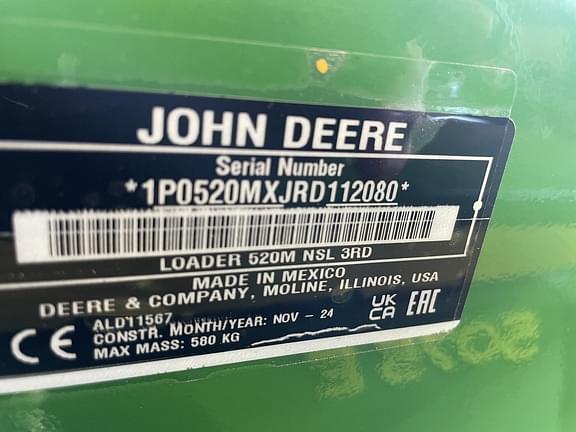 JOHN DEERE
Serial Number
*1P0520MXJRD112080*
LOADER 520M NSL 3RD
MADE IN MEXICO
DEERE & COMPANY, MOLINE, ILLINOIS, USA
ALD11567
CONSTR. MONTH/YEAR: NOV - 24
MAX MASS: 580 KG
CE
UK
CA
EAC